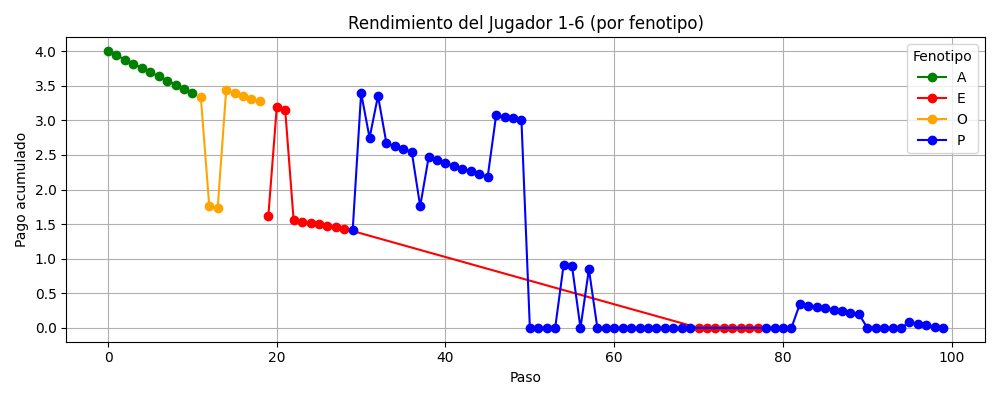 Rendimiento del Jugador 1-6 (por fenotipo)
Pago acumulado
4.0
3.5
3.0
2.5
2.0
1.5
1.0
0.5
0.0
Fenotipo
A
E
O
P
0 20 40 60 80 100
Paso